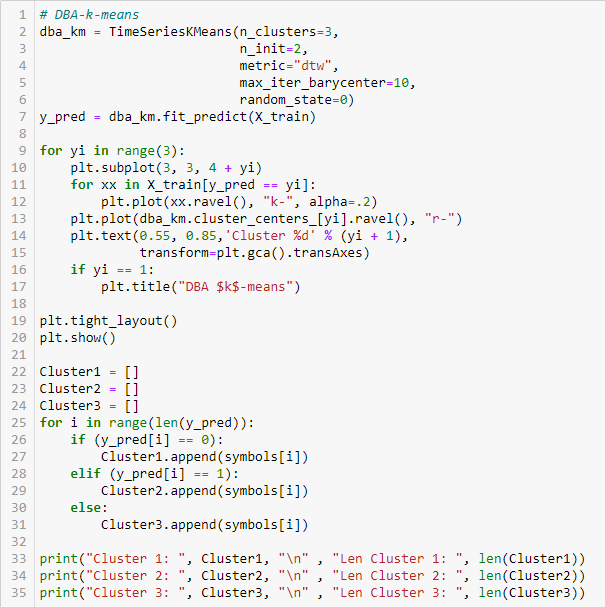 1 # DBA-k-means
2 dba_km = TimeSeriesKMeans(n_clusters=3,
3                           n_init=2,
4                           metric="dtw",
5                           max_iter_barycenter=10,
6                           random_state=0)
7 y_pred = dba_km.fit_predict(X_train)
8
9 for yi in range(3):
10     plt.subplot(3, 3, 4 + yi)
11     for xx in X_train[y_pred == yi]:
12         plt.plot(xx.ravel(), "k-", alpha=.2)
13     plt.plot(dba_km.cluster_centers_[yi].ravel(), "r-")
14     plt.text(0.55, 0.85,'Cluster %d' % (yi + 1),
15              transform=plt.gca().transAxes)
16     if yi == 1:
17         plt.title("DBA $k$-means")
18
19 plt.tight_layout()
20 plt.show()
21
22 Cluster1 = []
23 Cluster2 = []
24 Cluster3 = []
25 for i in range(len(y_pred)):
26     if (y_pred[i] == 0):
27         Cluster1.append(symbols[i])
28     elif (y_pred[i] == 1):
29         Cluster2.append(symbols[i])
30     else:
31         Cluster3.append(symbols[i])
32
33 print("Cluster 1: ", Cluster1, "\n" , "Len Cluster 1: ", len(Cluster1))
34 print("Cluster 2: ", Cluster2, "\n" , "Len Cluster 2: ", len(Cluster2))
35 print("Cluster 3: ", Cluster3, "\n" , "Len Cluster 3: ", len(Cluster3))